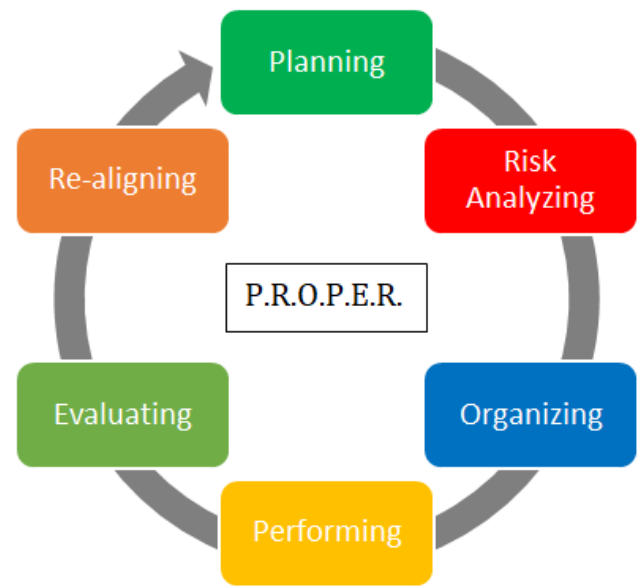 Planning
Risk
Analyzing
Organizing
Performing
Evaluating
Re-aligning
P.R.O.P.E.R.